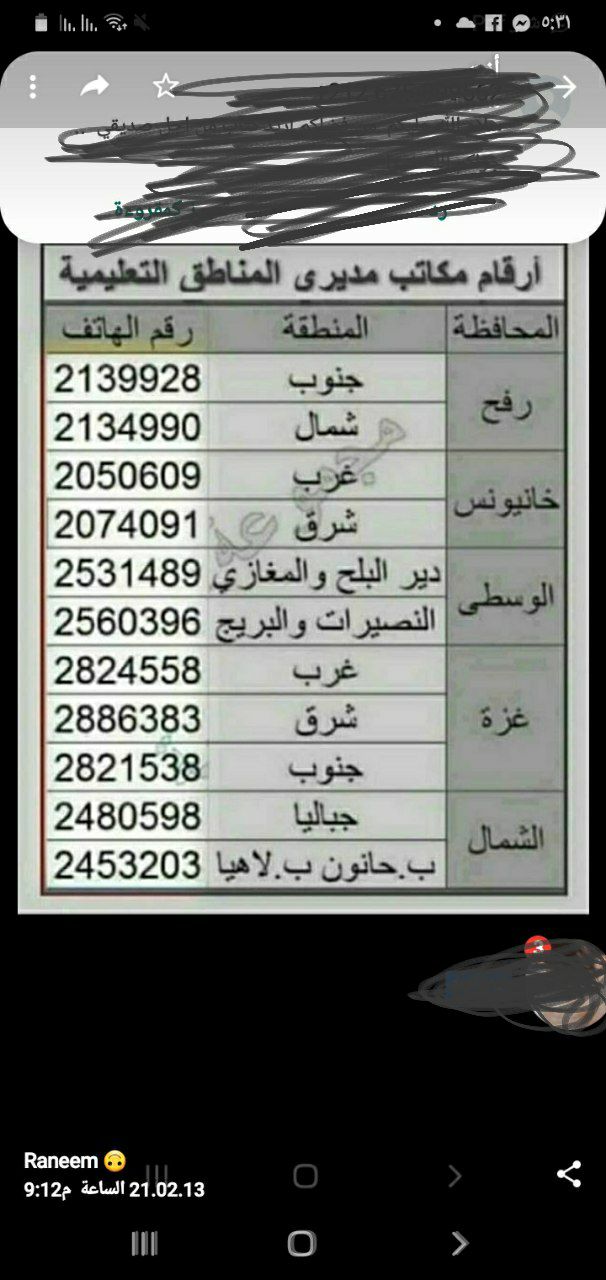 ٥:٣١
أرقام مكاتب مديرى المناطق التعليمية
المحافظة المنطقة رقم الهاتف
رفح
جنوب 2139928
شمال 2134990
خانيونس
غرب 2050609
شرق 2074091
الوسطى
دير البلح والمغازي 2531489
النصيرات والبريج 2560396
غزة
غرب 2824558
شرق 2886383
جنوب 2821538
الشمال
جباليا 2480598
ب.حانون ب.لاهيا 2453203
Raneem 🙃
21.02.13 الساعة 9:12م